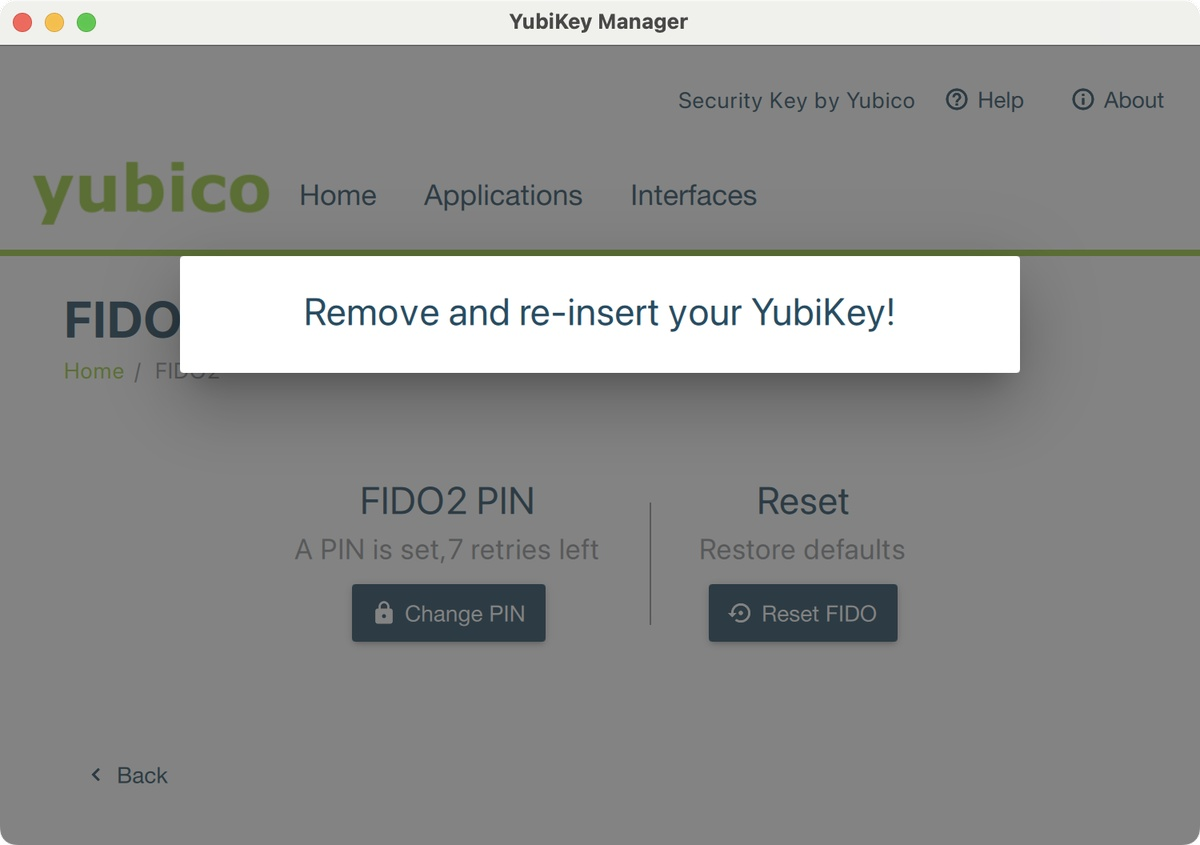 YubiKey Manager
Security Key by Yubico Help About
yubico Home Applications Interfaces
Remove and re-insert your YubiKey!
FIDO
Home / FIDO2
FIDO2 PIN
A PIN is set,7 retries left
Change PIN
Reset
Restore defaults
Reset FIDO
Back